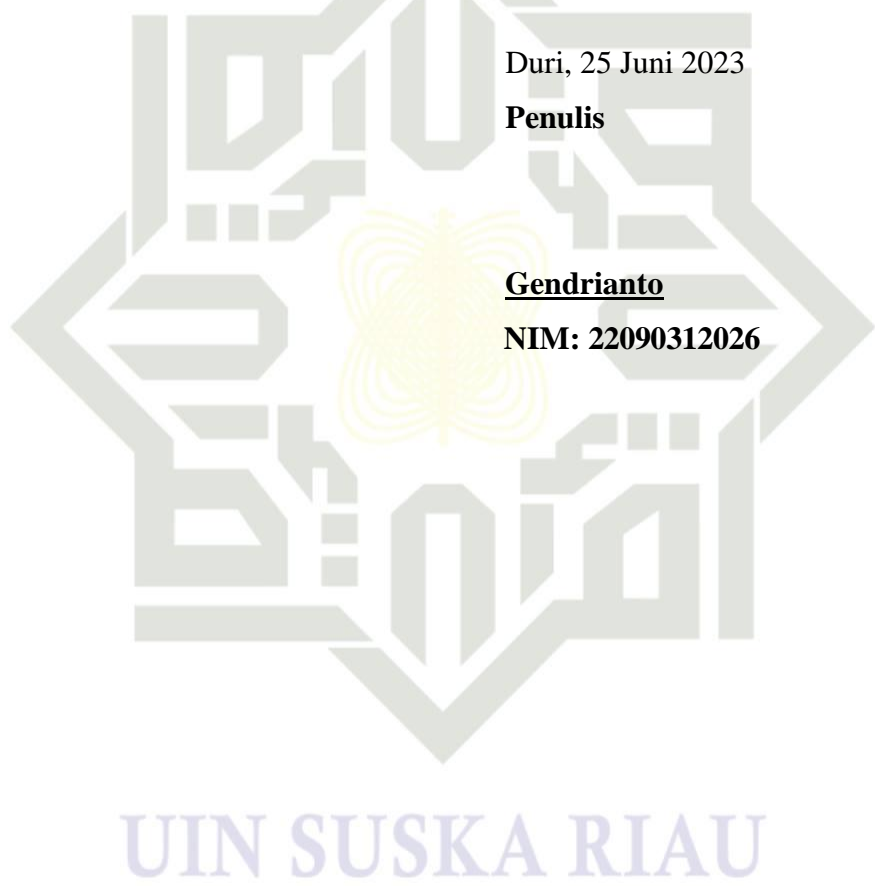 Duri, 25 Juni 2023
Penulis
Gendrianto
NIM: 22090312026
UIN SUSKA RIAU